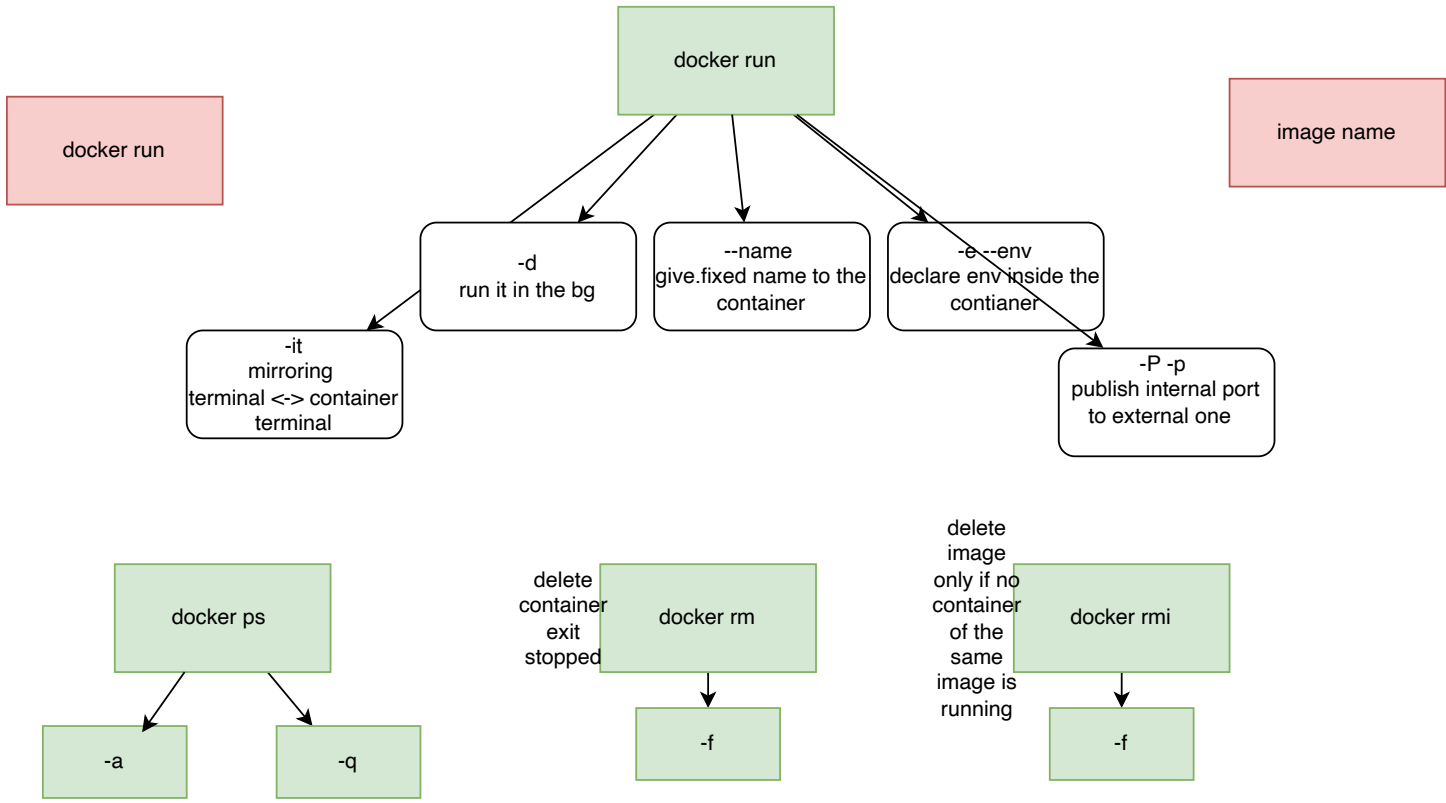 docker run
docker run
image name
-d
run it in the bg
--name
give.fixed name to the
container
-e --env
declare env inside the
contianer
-it
mirroring
terminal <-> container
terminal
-P -p
publish internal port
to external one
docker ps
-a
-q
delete
container
exit
stopped
docker rm
-f
delete
image
only if no
container
of the
same
image is
running
docker rmi
-f